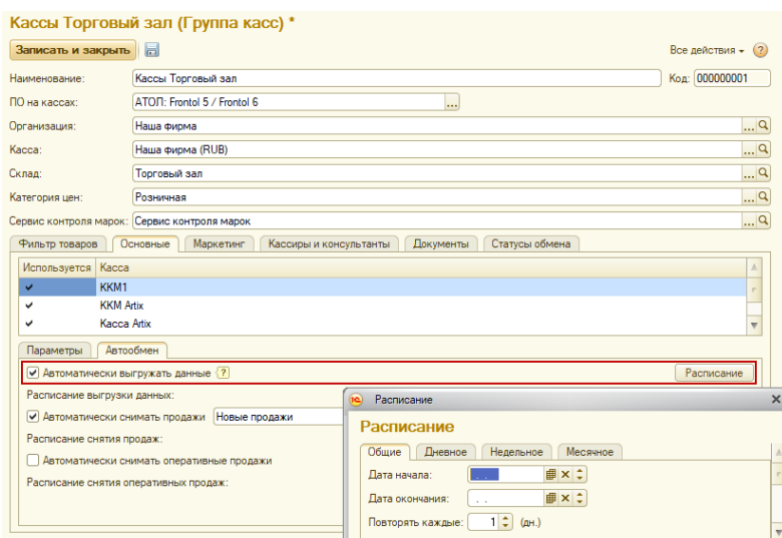 Кассы Торговый зал (Группа касс) *
Записать и закрыть Все действия
Наименование: Кассы Торговый зал Код: 000000001
ПО на кассах: АТОЛ: Frontol 5 / Frontol 6 ...
Организация: Наша фирма ...
Касса: Наша фирма (RUB) ...
Склад: Торговый зал ...
Категория цен: Розничная ...
Сервис контроля марок: Сервис контроля марок ...
Фильтр товаров Основные Маркетинг Кассиры и консультанты Документы Статусы обмена
Используется Касса
ККМ1
ККМ Artix
Касса Artix
Параметры Автообмен
Автоматически выгружать данные ? Расписание
Расписание выгрузки данных:
Автоматически снимать продажи Новые продажи
Расписание снятия продаж:
Автоматически снимать оперативные продажи
Расписание снятия оперативных продаж:
Расписание
Расписание
Общие Дневное Недельное Месячное
Дата начала: . .
Дата окончания: . .
Повторять каждые: 1 (дн.)